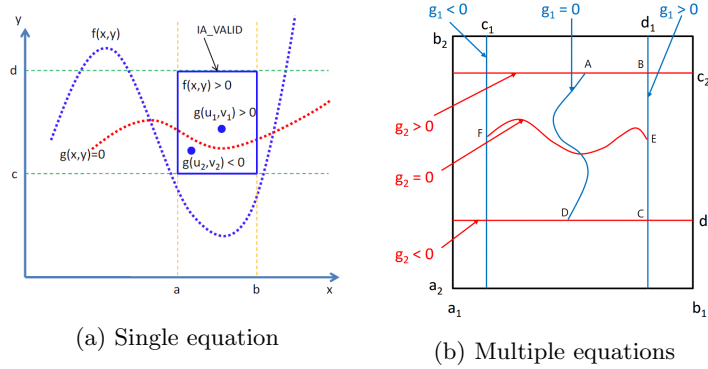 y
f(x,y)
IA_VALID
d
f(x,y) > 0
g(u₁,v₁) > 0
g(x,y)=0
g(u₂,v₂) < 0
c
a
b
x
(a) Single equation
g₁ < 0
g₁ = 0
g₁ > 0
c₁
d₁
b₂
A
B
c₂
g₂ > 0
F
E
g₂ = 0
D
C
d
g₂ < 0
a₂
a₁
b₁
(b) Multiple equations